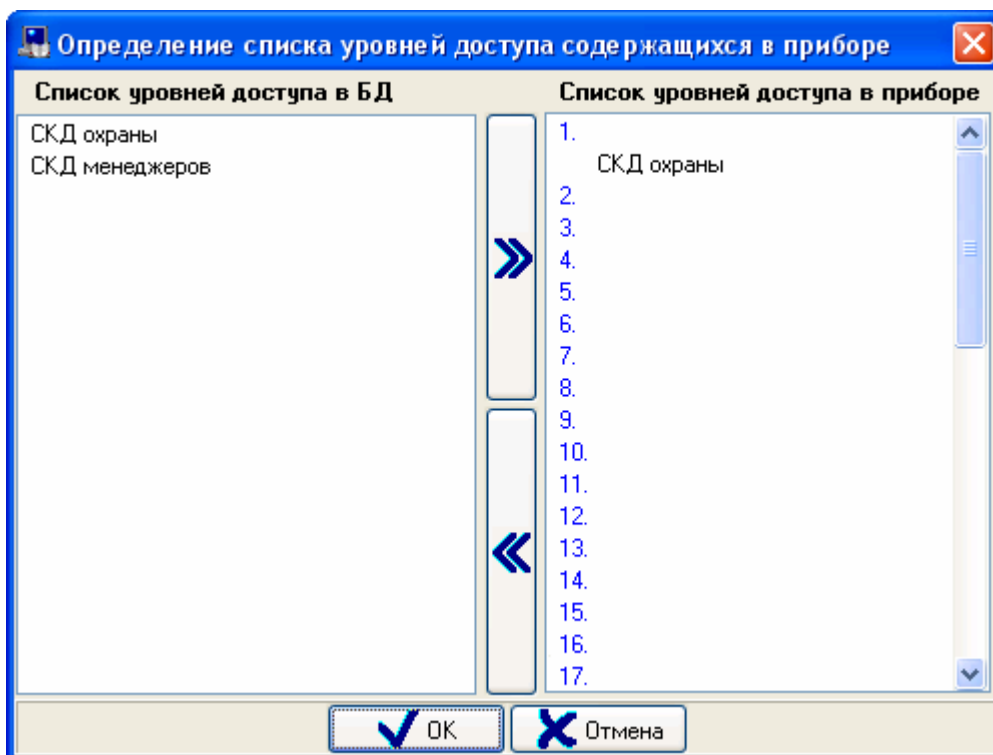 Определение списка уровней доступа содержащихся в приборе
Список уровней доступа в БД
СКД охраны
СКД менеджеров
Список уровней доступа в приборе
1.
СКД охраны
2.
3.
4.
5.
6.
7.
8.
9.
10.
11.
12.
13.
14.
15.
16.
17.
OK
Отмена